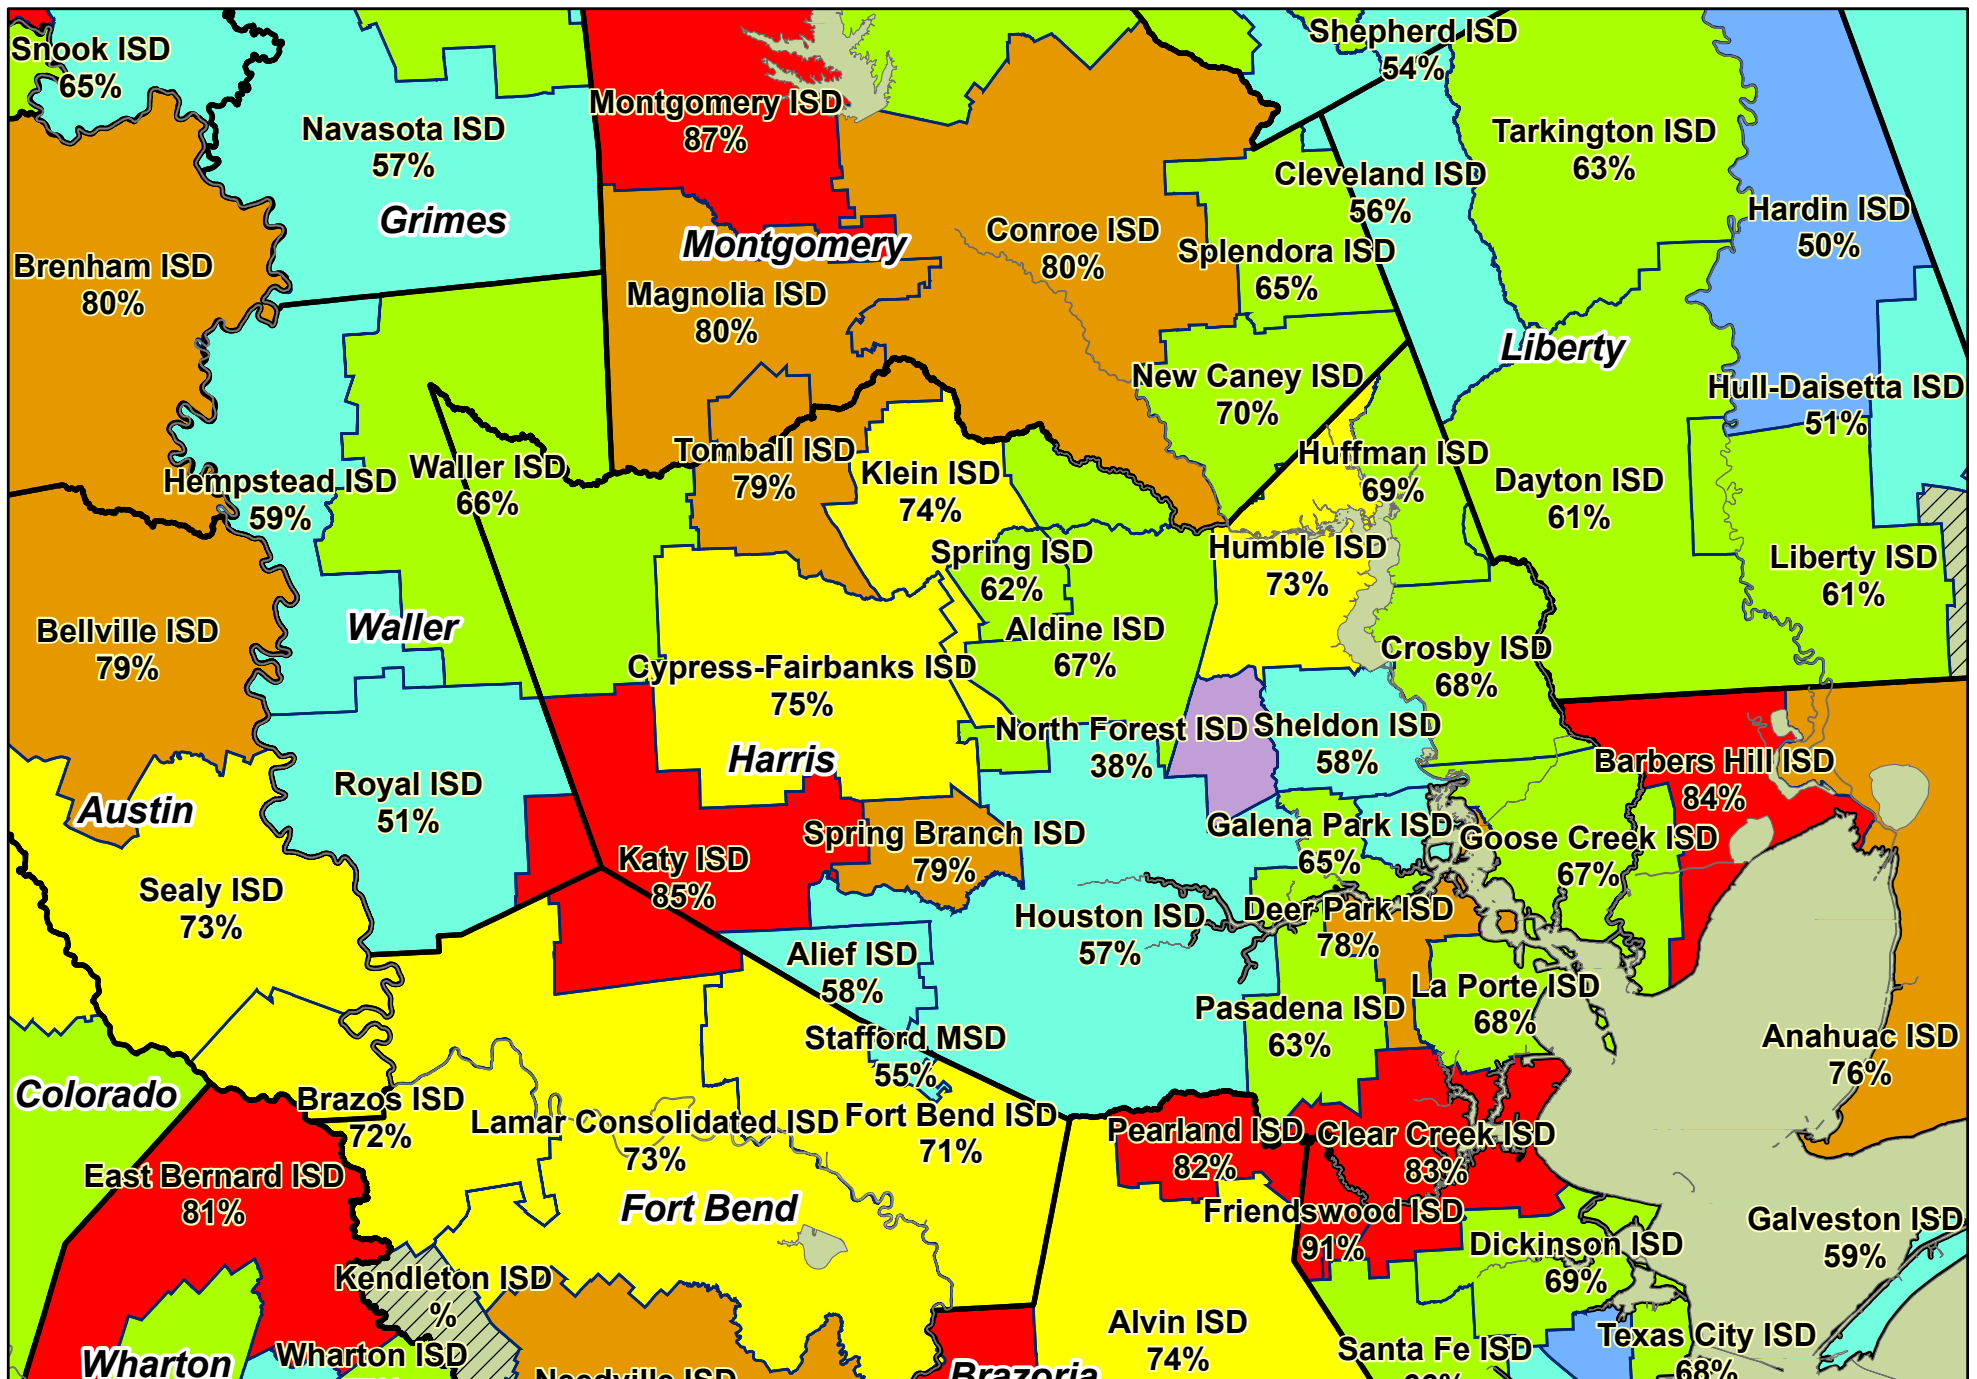 Snook ISD
65%
Shepherd ISD
54%
Montgomery ISD
87%
Navasota ISD
57%
Tarkington ISD
63%
Cleveland ISD
56%
Hardin ISD
50%
Grimes
Montgomery
Conroe ISD
80%
Splendora ISD
65%
Brenham ISD
80%
Magnolia ISD
80%
Liberty
New Caney ISD
70%
Hull-Daisetta ISD
51%
Tomball ISD
79%
Klein ISD
74%
Huffman ISD
69%
Waller ISD
66%
Hempstead ISD
59%
Dayton ISD
61%
Spring ISD
62%
Humble ISD
73%
Liberty ISD
61%
Bellville ISD
79%
Waller
Aldine ISD
67%
Crosby ISD
68%
Cypress-Fairbanks ISD
75%
North Forest ISD
38%
Sheldon ISD
58%
Harris
Barbers Hill ISD
84%
Royal ISD
51%
Austin
Spring Branch ISD
79%
Galena Park ISD
65%
Goose Creek ISD
67%
Katy ISD
85%
Sealy ISD
73%
Houston ISD
57%
Deer Park ISD
78%
Alief ISD
58%
La Porte ISD
68%
Pasadena ISD
63%
Stafford MSD
55%
Anahuac ISD
76%
Colorado
Brazos ISD
72%
Lamar Consolidated ISD
73%
Fort Bend ISD
71%
Pearland ISD
82%
Clear Creek ISD
83%
East Bernard ISD
81%
Fort Bend
Friendswood ISD
91%
Galveston ISD
59%
Dickinson ISD
69%
Kendleton ISD
%
Alvin ISD
74%
Santa Fe ISD
Texas City ISD
68%
Wharton
Wharton ISD
Needville ISD
Brazoria